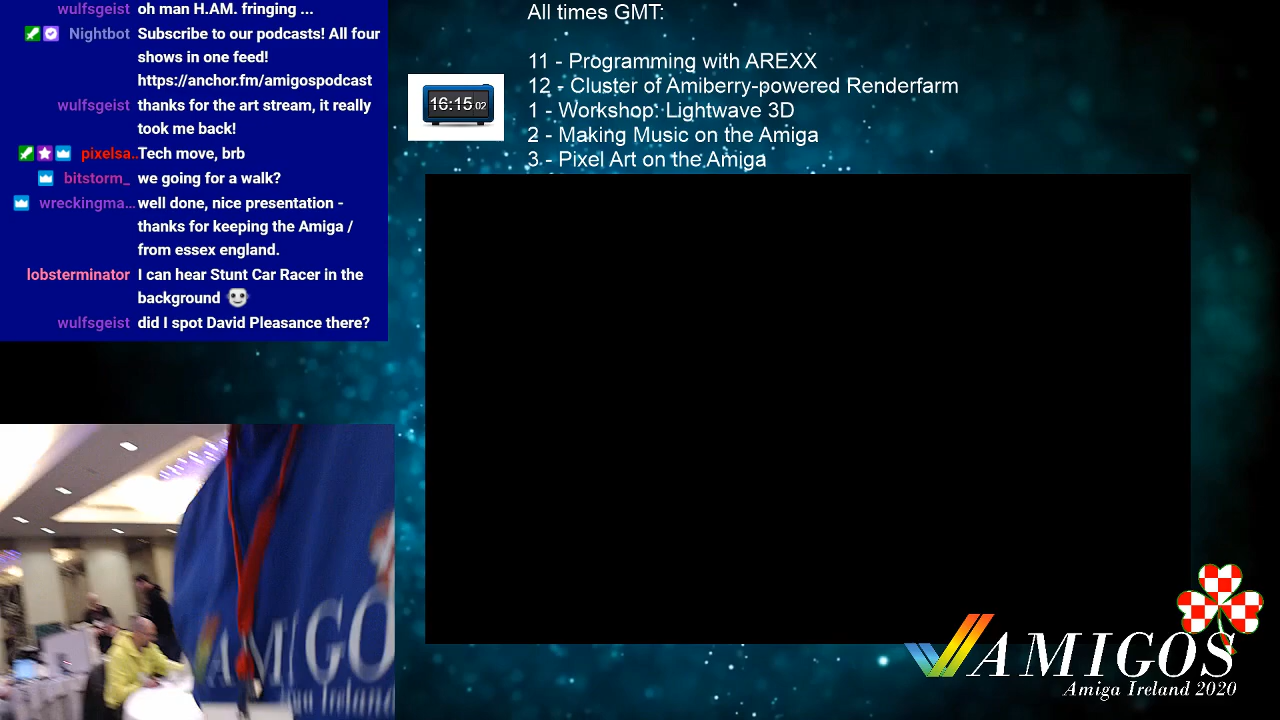 wulfsgeist oh man H.AM. fringing ...
Nightbot Subscribe to our podcasts! All four
shows in one feed!
https://anchor.fm/amigospodcast
wulfsgeist thanks for the art stream, it really
took me back!
pixelsa.. Tech move, brb
bitstorm_ we going for a walk?
wreckingma... well done, nice presentation -
thanks for keeping the Amiga /
from essex england.
lobsterminator I can hear Stunt Car Racer in the
background
wulfsgeist did I spot David Pleasance there?
All times GMT:
11 - Programming with AREXX
12 - Cluster of Amiberry-powered Renderfarm
1 - Workshop: Lightwave 3D
2 - Making Music on the Amiga
3 - Pixel Art on the Amiga
16:15 02
AMIGO
Ireland
AMIGOS
Amiga Ireland 2020